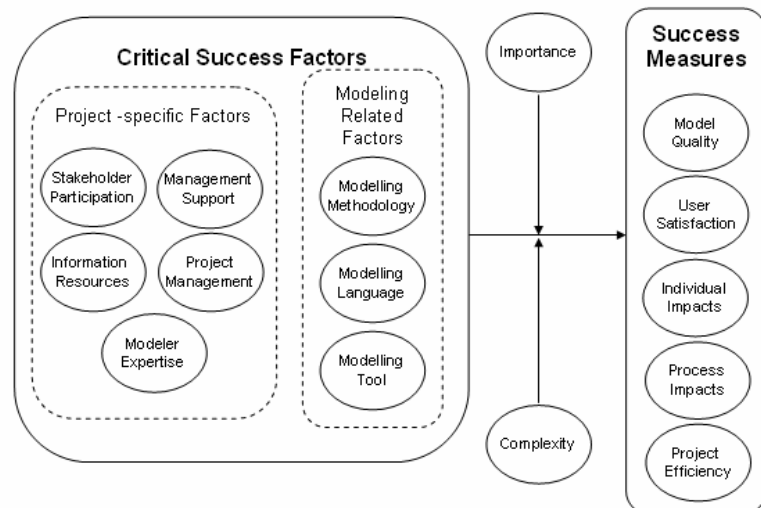 Critical Success Factors
Project -specific Factors
Stakeholder
Participation
Management
Support
Information
Resources
Project
Management
Modeler
Expertise
Modeling
Related
Factors
Modelling
Methodology
Modelling
Language
Modelling
Tool
Importance
Complexity
Success
Measures
Model
Quality
User
Satisfaction
Individual
Impacts
Process
Impacts
Project
Efficiency